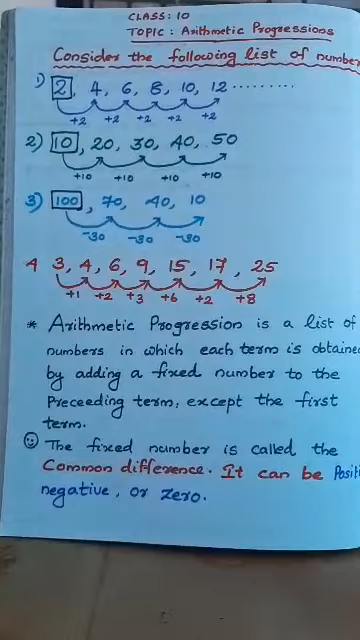 CLASS: 10
TOPIC: Arithmetic Progressions
Consider the following list of number
1) 2, 4, 6, 8, 10, 12 .........
+2 +2 +2 +2 +2
2) 10, 20, 30, 40, 50
+10 +10 +10 +10
3) 100, 70, 40, 10
-30 -30 -30
4 3, 4, 6, 9, 15, 17, 25
+1 +2 +3 +6 +2 +8
* Arithmetic Progression is a list of
numbers in which each term is obtaine
by adding a fixed number to the
Preceeding term, except the first
term.
The fixed number is called the
Common difference. It can be Positi
negative, or zero.